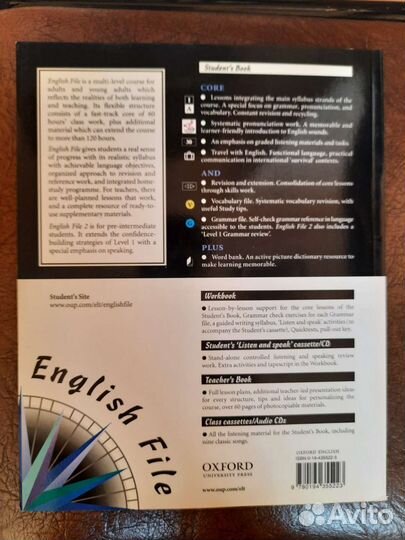 English File is a multi-level course for
adults and young adults which
reflects the realities of both learning
and teaching. Its flexible structure
consists of a fast-track core of 60
hours' class work, plus additional
material which can extend the course
to more than 120 hours.
English File gives students a real sense
of progress with its realistic syllabus
with achievable language objectives,
organized approach to revision and
reference, and integrated home-
study programme. For teachers, there
are well-planned lessons that work,
and a complete resource of ready-to-
use supplementary materials.
English File 2 is for pre-intermediate
students. It extends the confidence-
building strategies of Level 1 with a
special emphasis on speaking.
Student's Site
www.oup.com/elt/englishfile
Student's Book
CORE
1
A
● Lessons integrating the main syllabus strands of the
course. A special focus on grammar, pronunciation, and
vocabulary. Constant revision and recycling.
● Systematic pronunciation work. A memorable and
learner-friendly introduction to English sounds.
30
● An emphasis on graded listening materials and tasks.
● Travel with English. Functional language, practical
communication in international 'survival' contexts.
AND
● Revision and extension. Consolidation of core lessons
through skills work.
V
● Vocabulary file. Systematic vocabulary revision, with
useful Study tips.
G
● Grammar file. Self-check grammar reference in language
accessible to the students. English File 2 also includes a
'Level 1 Grammar review'.
PLUS
● Word bank. An active picture dictionary resource to
make learning memorable.
Workbook
● Lesson-by-lesson support for the core lessons of the
Student's Book, Grammar check exercises for each Grammar
file, a guided writing syllabus, 'Listen and speak' activities (to
accompany the Student's cassette), Quicktests, pull-out key.
Student's 'Listen and speak' cassette/CD
● Stand-alone controlled listening and speaking review
work. Extra activities and tapescript in the Workbook.
Teacher's Book
● Full lesson plans, additional teacher-led presentation ideas
for every structure, tips and ideas for personalizing the
course, over 60 pages of photocopiable materials.
Class cassettes/Audio CDs
● All the listening material for the Student's Book, including
nine classic songs.
English File
OXFORD
UNIVERSITY PRESS
www.oup.com/elt
OXFORD ENGLISH
ISBN 0-19-435522-5
9 780194 355223
Avito